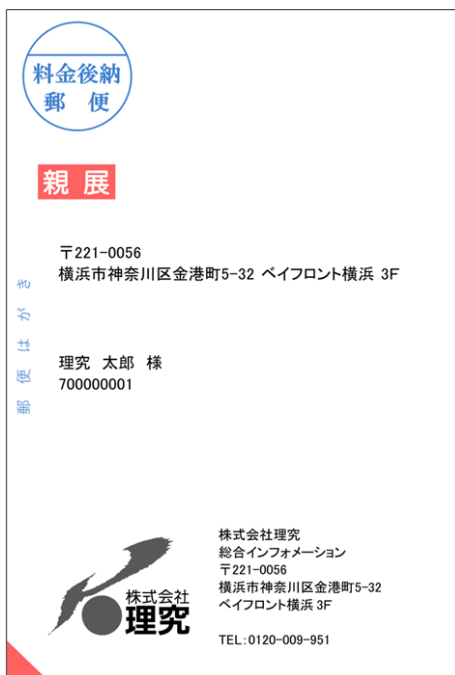 料金後納
郵 便
親 展
〒221-0056
横浜市神奈川区金港町5-32 ベイフロント横浜 3F
郵便はがき
理究 太郎 様
700000001
株式会社
理究
株式会社理究
総合インフォメーション
〒221-0056
横浜市神奈川区金港町5-32
ベイフロント横浜 3F
TEL:0120-009-951